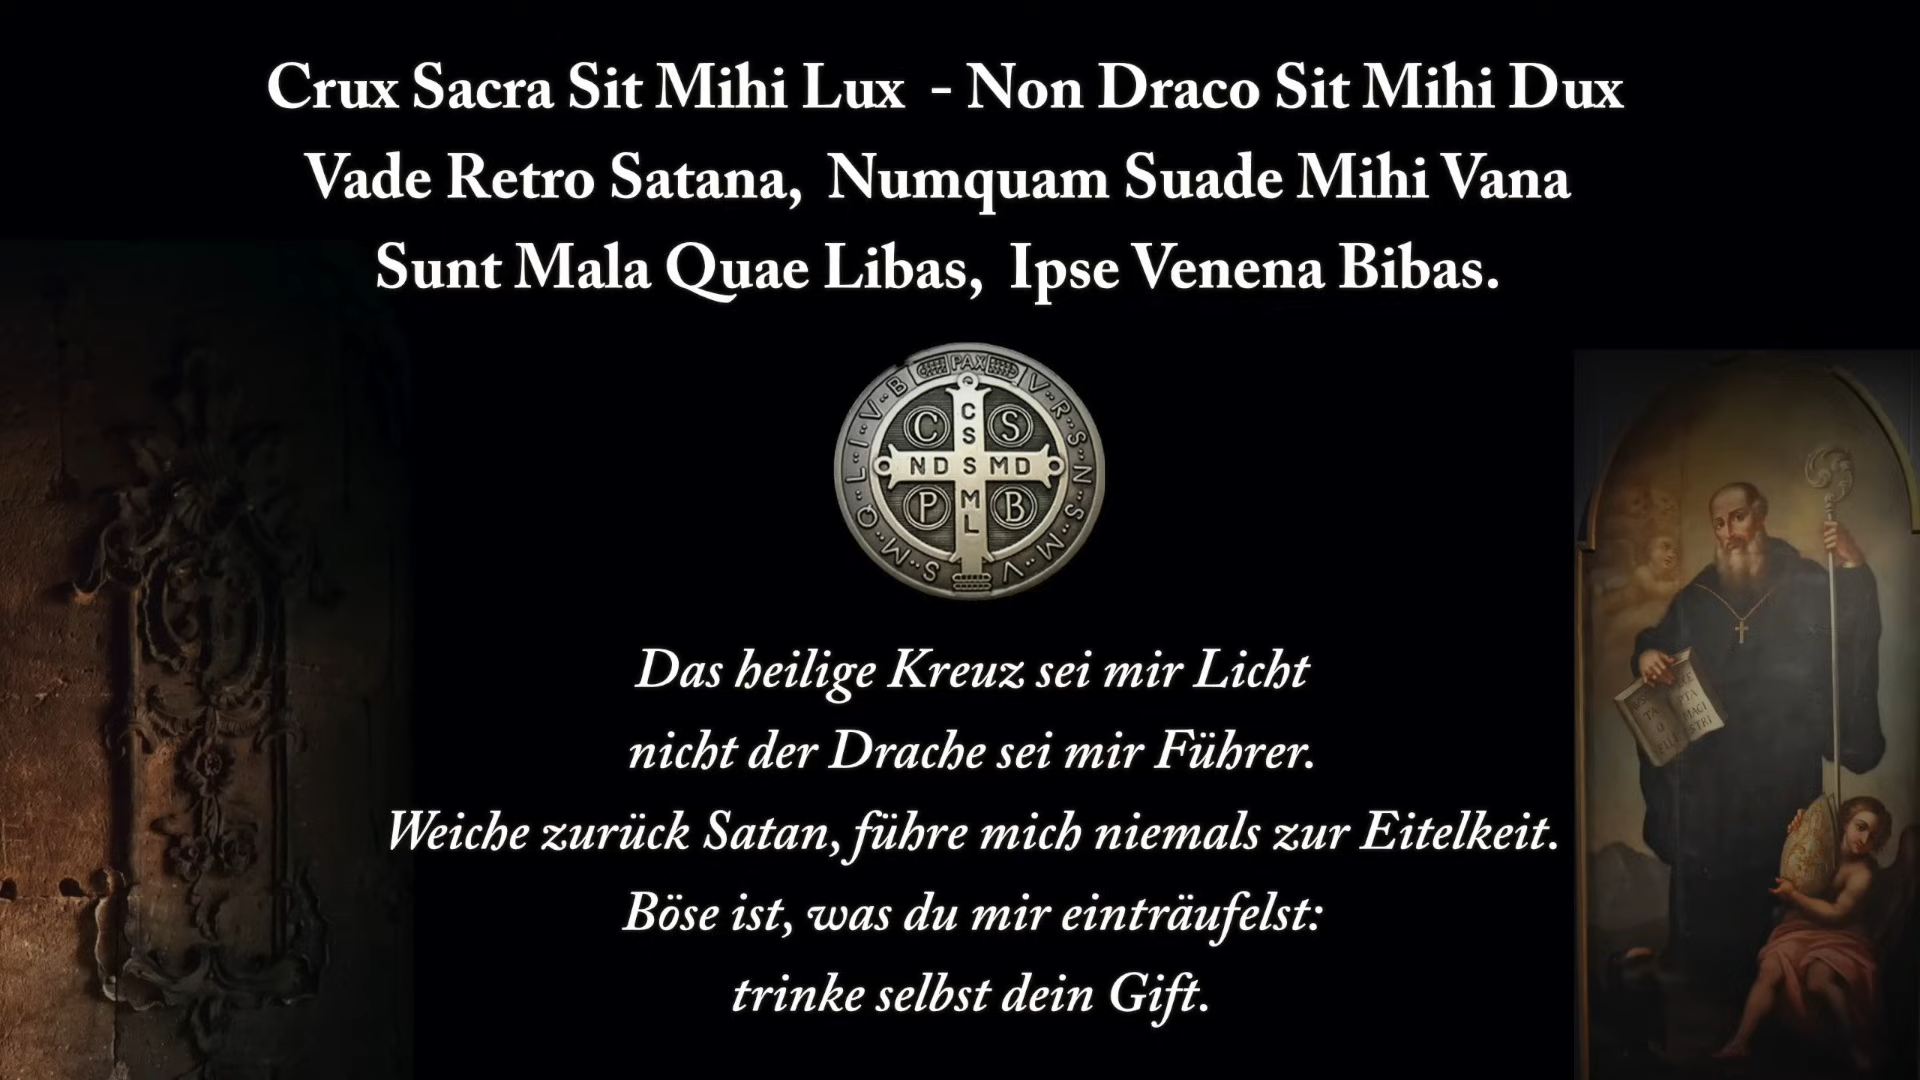 Crux Sacra Sit Mihi Lux - Non Draco Sit Mihi Dux
Vade Retro Satana, Numquam Suade Mihi Vana
Sunt Mala Quae Libas, Ipse Venena Bibas.
PAX
V·R·S·N·S·M·V
S·M·Q·L·I·V·B
C S
P B
C
S
N D S M D
M
L
Das heilige Kreuz sei mir Licht
nicht der Drache sei mir Führer.
Weiche zurück Satan, führe mich niemals zur Eitelkeit.
Böse ist, was du mir einträufelst:
trinke selbst dein Gift.